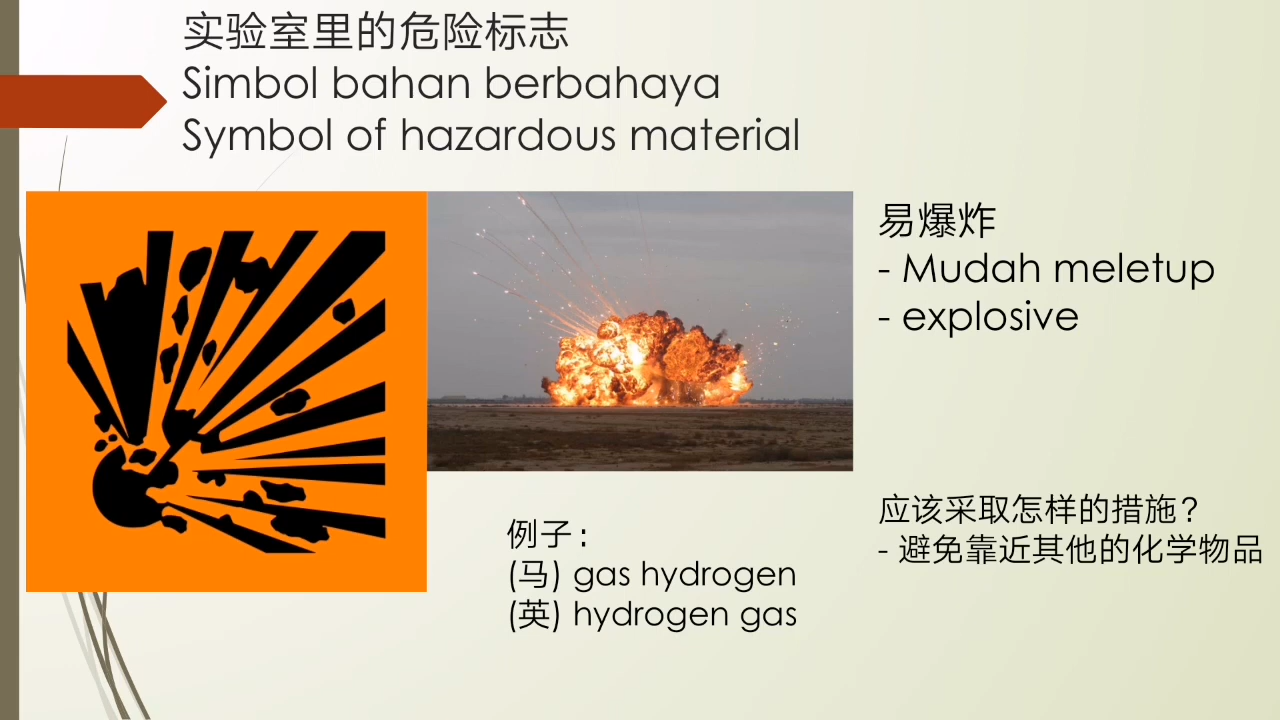 实验室里的危险标志
Simbol bahan berbahaya
Symbol of hazardous material
易爆炸
- Mudah meletup
- explosive
例子:
(马) gas hydrogen
(英) hydrogen gas
应该采取怎样的措施?
- 避免靠近其他的化学物品